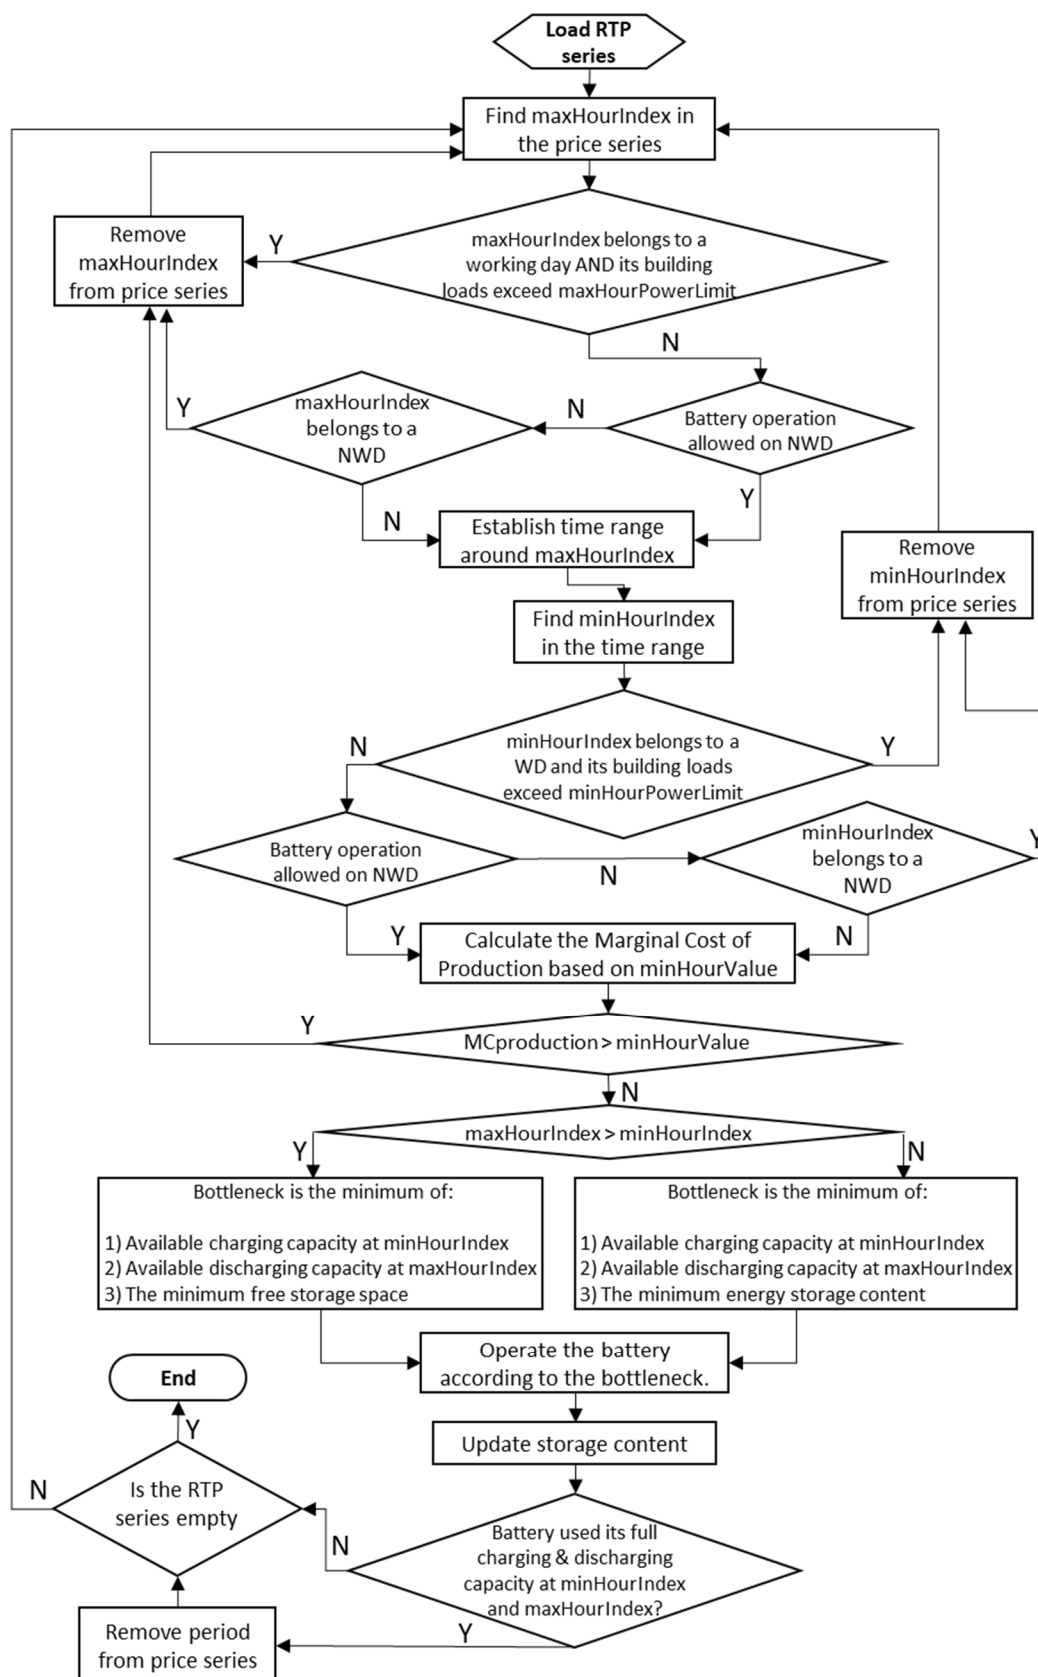 Load RTP
series
Find maxHourIndex in
the price series
Remove
maxHourIndex
from price series
Y
maxHourIndex belongs to a
working day AND its building
loads exceed maxHourPowerLimit
N
Y
maxHourIndex
belongs to a
NWD
N
Battery operation
allowed on NWD
N
Y
Establish time range
around maxHourIndex
Remove
minHourIndex
from price series
Find minHourIndex
in the time range
N
minHourIndex belongs to a
WD and its building loads
exceed minHourPowerLimit
Y
Battery operation
allowed on NWD
N
minHourIndex
belongs to a
NWD
Y
Y
Calculate the Marginal Cost of
Production based on minHourValue
N
Y
MCproduction > minHourValue
N
maxHourIndex > minHourIndex
Y
N
Bottleneck is the minimum of:
1) Available charging capacity at minHourIndex
2) Available discharging capacity at maxHourIndex
3) The minimum free storage space
Bottleneck is the minimum of:
1) Available charging capacity at minHourIndex
2) Available discharging capacity at maxHourIndex
3) The minimum energy storage content
Operate the battery
according to the bottleneck.
End
Y
Update storage content
N
Is the RTP
series empty
N
Battery used its full
charging & discharging
capacity at minHourIndex
and maxHourIndex?
Y
Remove period
from price series